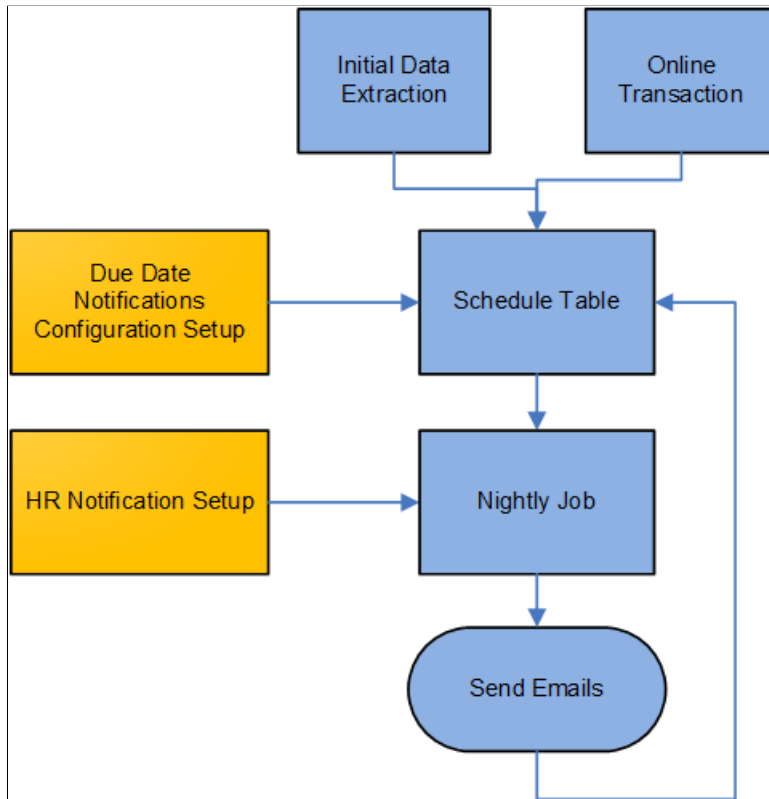 Initial Data
Extraction
Online
Transaction
Due Date
Notifications
Configuration Setup
Schedule Table
HR Notification Setup
Nightly Job
Send Emails